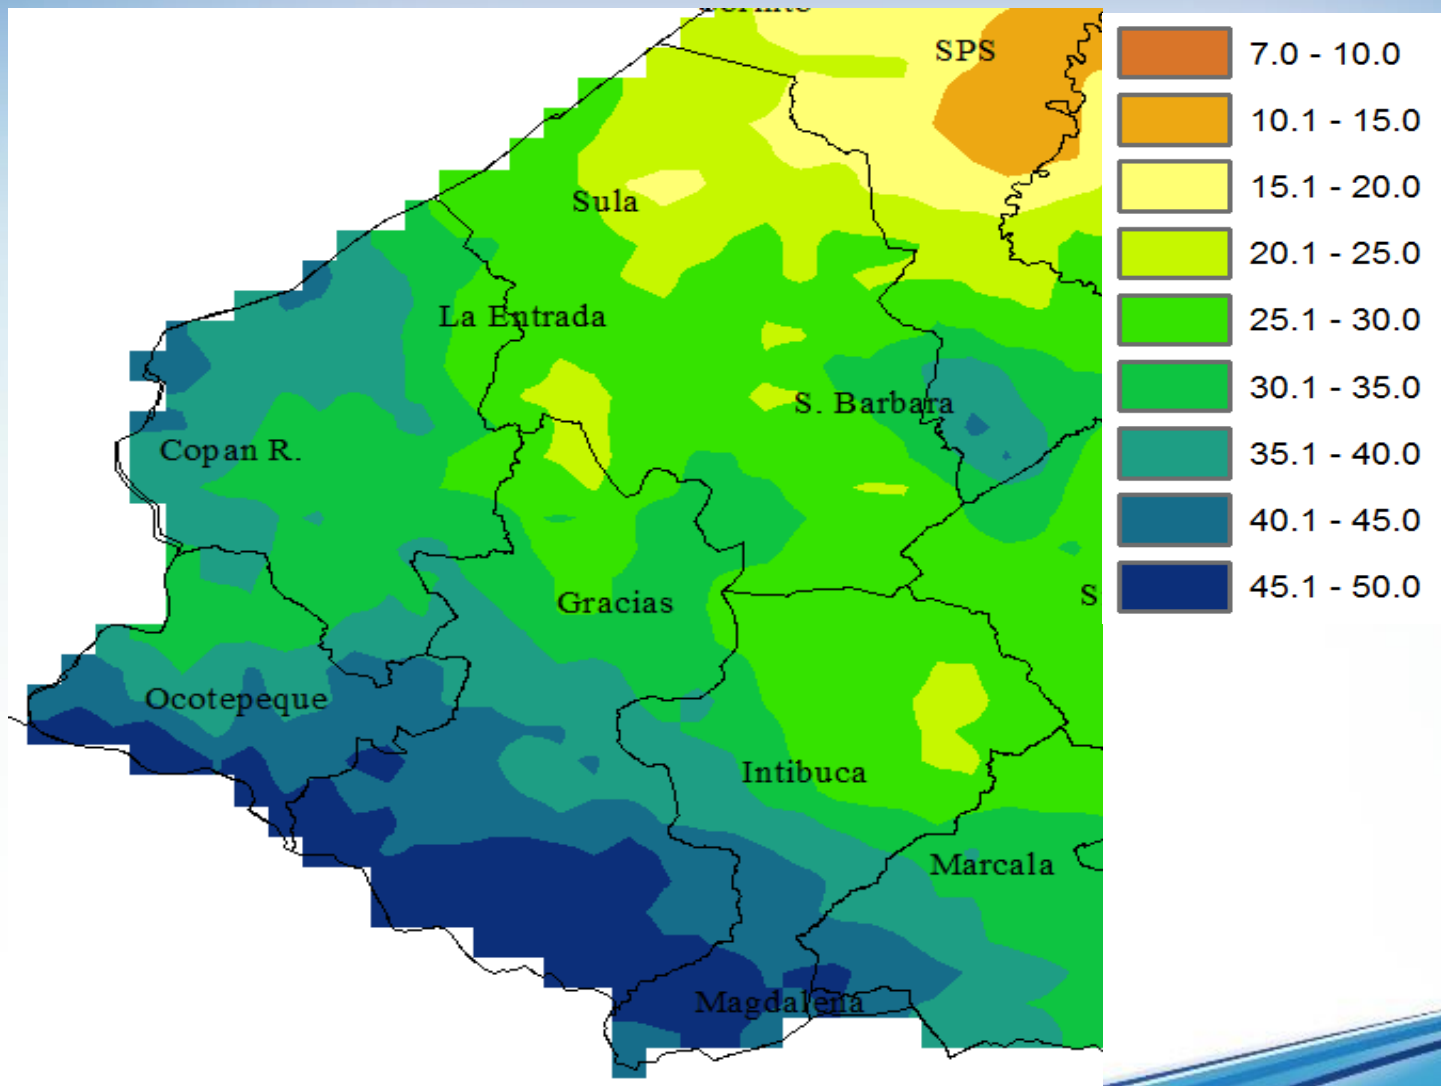 SPS
Sula
La Entrada
S. Barbara
Copan R.
Gracias
S
Ocotepeque
Intibuca
Marcala
Magdalena
7.0 - 10.0
10.1 - 15.0
15.1 - 20.0
20.1 - 25.0
25.1 - 30.0
30.1 - 35.0
35.1 - 40.0
40.1 - 45.0
45.1 - 50.0